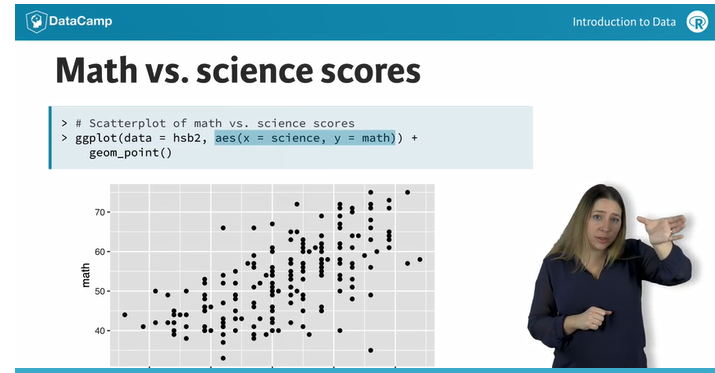 DataCamp
Introduction to Data
R
Math vs. science scores
> # Scatterplot of math vs. science scores
> ggplot(data = hsb2, aes(x = science, y = math)) +
geom_point()
70
60
math
50
40